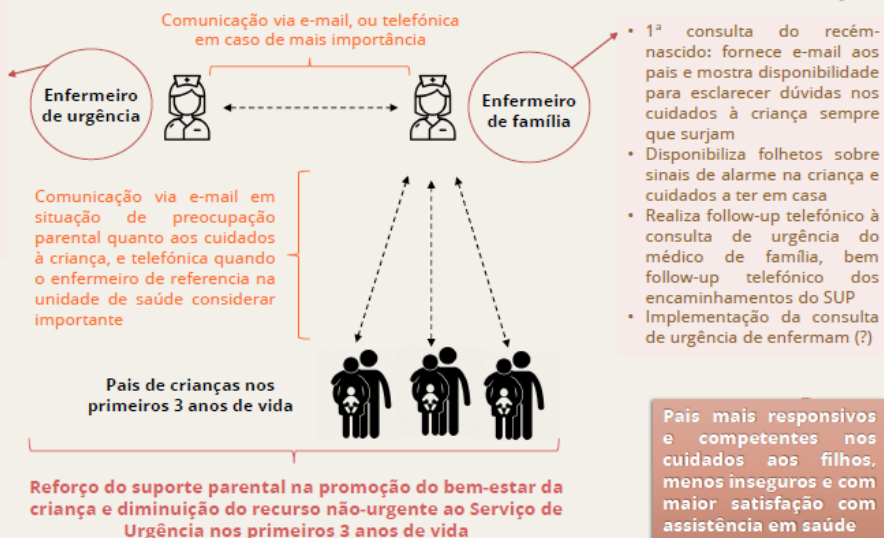 Comunicação via e-mail, ou telefónica
em caso de mais importância
Enfermeiro
de urgência
Enfermeiro
de família
• 1ª consulta do recém-
nascido: fornece e-mail aos
pais e mostra disponibilidade
para esclarecer dúvidas nos
cuidados à criança sempre
que surjam
• Disponibiliza folhetos sobre
sinais de alarme na criança e
cuidados a ter em casa
• Realiza follow-up telefónico à
consulta de urgência do
médico de família, bem
follow-up telefónico dos
encaminhamentos do SUP
• Implementação da consulta
de urgência de enfermam (?)
Comunicação via e-mail em
situação de preocupação
parental quanto aos cuidados
à criança, e telefónica quando
o enfermeiro de referencia na
unidade de saúde considerar
importante
Pais de crianças nos
primeiros 3 anos de vida
Reforço do suporte parental na promoção do bem-estar da
criança e diminuição do recurso não-urgente ao Serviço de
Urgência nos primeiros 3 anos de vida
Pais mais responsivos
e competentes nos
cuidados aos filhos,
menos inseguros e com
maior satisfação com
assistência em saúde